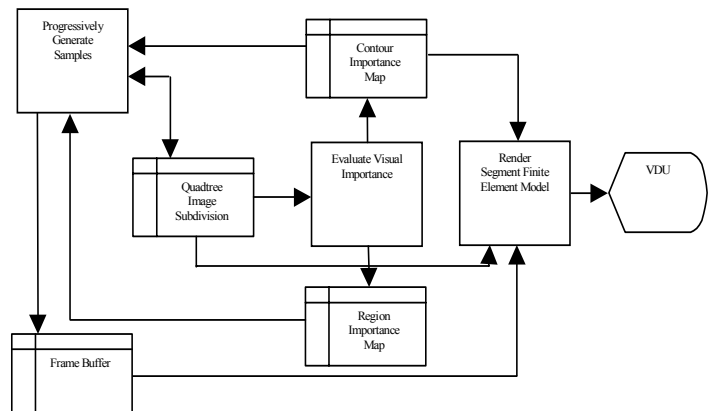 Progressively
Generate
Samples
Contour
Importance
Map
Evaluate Visual
Importance
Render
Segment Finite
Element Model
VDU
Quadtree
Image
Subdivision
Region
Importance
Map
Frame Buffer